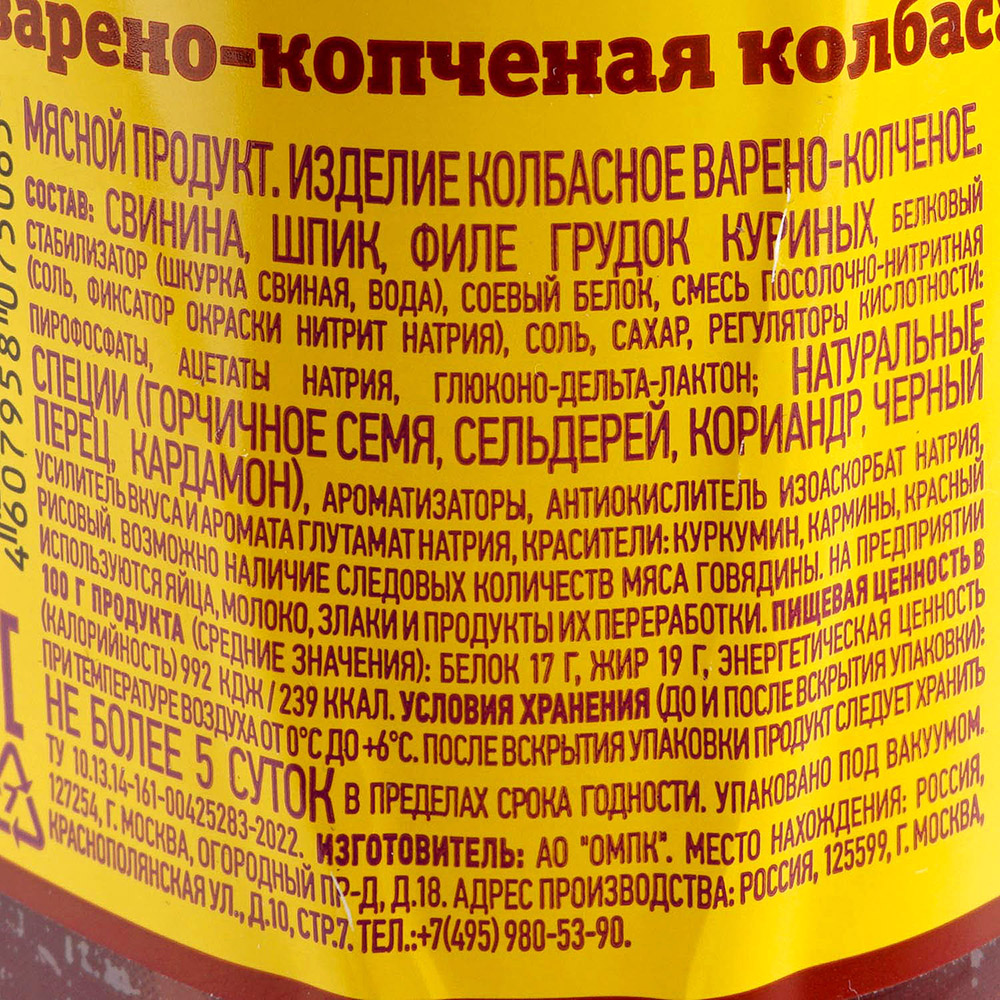 варено-копченая колбас
МЯСНОЙ ПРОДУКТ. ИЗДЕЛИЕ КОЛБАСНОЕ ВАРЕНО-КОПЧЕНОЕ.
СОСТАВ: СВИНИНА, ШПИК, ФИЛЕ ГРУДОК КУРИНЫХ, БЕЛКОВЫЙ
СТАБИЛИЗАТОР (ШКУРКА СВИНАЯ, ВОДА), СОЕВЫЙ БЕЛОК, СМЕСЬ ПОСОЛОЧНО-НИТРИТНАЯ
(СОЛЬ, ФИКСАТОР ОКРАСКИ НИТРИТ НАТРИЯ), СОЛЬ, САХАР, РЕГУЛЯТОРЫ КИСЛОТНОСТИ:
ПИРОФОСФАТЫ, АЦЕТАТЫ НАТРИЯ, ГЛЮКОНО-ДЕЛЬТА-ЛАКТОН; НАТУРАЛЬНЫЕ
СПЕЦИИ (ГОРЧИЧНОЕ СЕМЯ, СЕЛЬДЕРЕЙ, КОРИАНДР, ЧЕРНЫЙ
ПЕРЕЦ, КАРДАМОН), АРОМАТИЗАТОРЫ, АНТИОКИСЛИТЕЛЬ ИЗОАСКОРБАТ НАТРИЯ,
УСИЛИТЕЛЬ ВКУСА И АРОМАТА ГЛУТАМАТ НАТРИЯ, КРАСИТЕЛИ: КУРКУМИН, КАРМИНЫ, КРАСНЫЙ
РИСОВЫЙ. ВОЗМОЖНО НАЛИЧИЕ СЛЕДОВЫХ КОЛИЧЕСТВ МЯСА ГОВЯДИНЫ. НА ПРЕДПРИЯТИИ
ИСПОЛЬЗУЮТСЯ ЯЙЦА, МОЛОКО, ЗЛАКИ И ПРОДУКТЫ ИХ ПЕРЕРАБОТКИ. ПИЩЕВАЯ ЦЕННОСТЬ В
100 Г ПРОДУКТА (СРЕДНИЕ ЗНАЧЕНИЯ): БЕЛОК 17 Г, ЖИР 19 Г, ЭНЕРГЕТИЧЕСКАЯ ЦЕННОСТЬ
(КАЛОРИЙНОСТЬ) 992 КДЖ / 239 ККАЛ. УСЛОВИЯ ХРАНЕНИЯ (ДО И ПОСЛЕ ВСКРЫТИЯ УПАКОВКИ):
ПРИ ТЕМПЕРАТУРЕ ВОЗДУХА ОТ 0°С ДО +6°С. ПОСЛЕ ВСКРЫТИЯ УПАКОВКИ ПРОДУКТ СЛЕДУЕТ ХРАНИТЬ
НЕ БОЛЕЕ 5 СУТОК В ПРЕДЕЛАХ СРОКА ГОДНОСТИ. УПАКОВАНО ПОД ВАКУУМОМ.
ТУ 10.13.14-161-00425283-2022. ИЗГОТОВИТЕЛЬ: АО "ОМПК". МЕСТО НАХОЖДЕНИЯ: РОССИЯ,
127254, Г. МОСКВА, ОГОРОДНЫЙ ПР-Д, Д.18. АДРЕС ПРОИЗВОДСТВА: РОССИЯ, 125599, Г. МОСКВА,
КРАСНОПОЛЯНСКАЯ УЛ., Д.10, СТР.7. ТЕЛ.:+7(495) 980-53-90.